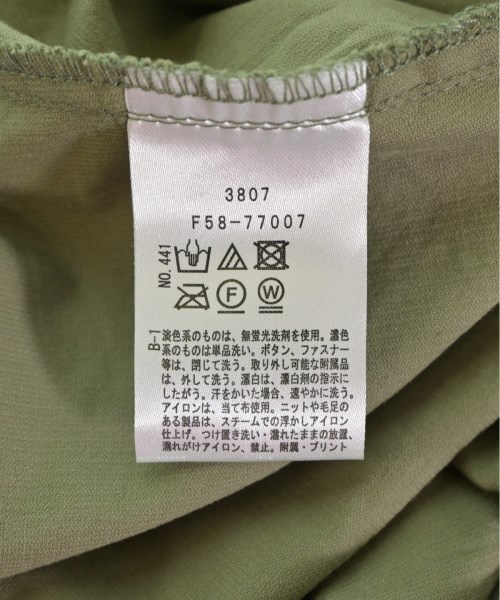 3807
F58-77007
NO.441
F
W
B-1
淡色系のものは、無蛍光洗剤を使用。濃色
系のものは単品洗い。ボタン、ファスナー
等は、閉じて洗う。取り外し可能な附属品
は、外して洗う。漂白は、漂白剤の指示に
したがう。汗をかいた場合、速やかに洗う。
アイロンは、当て布使用。ニットや毛足の
ある製品は、スチームでの浮かしアイロン
仕上げ。つけ置き洗い・濡れたままの放置、
濡れがけアイロン、禁止。附属・プリント